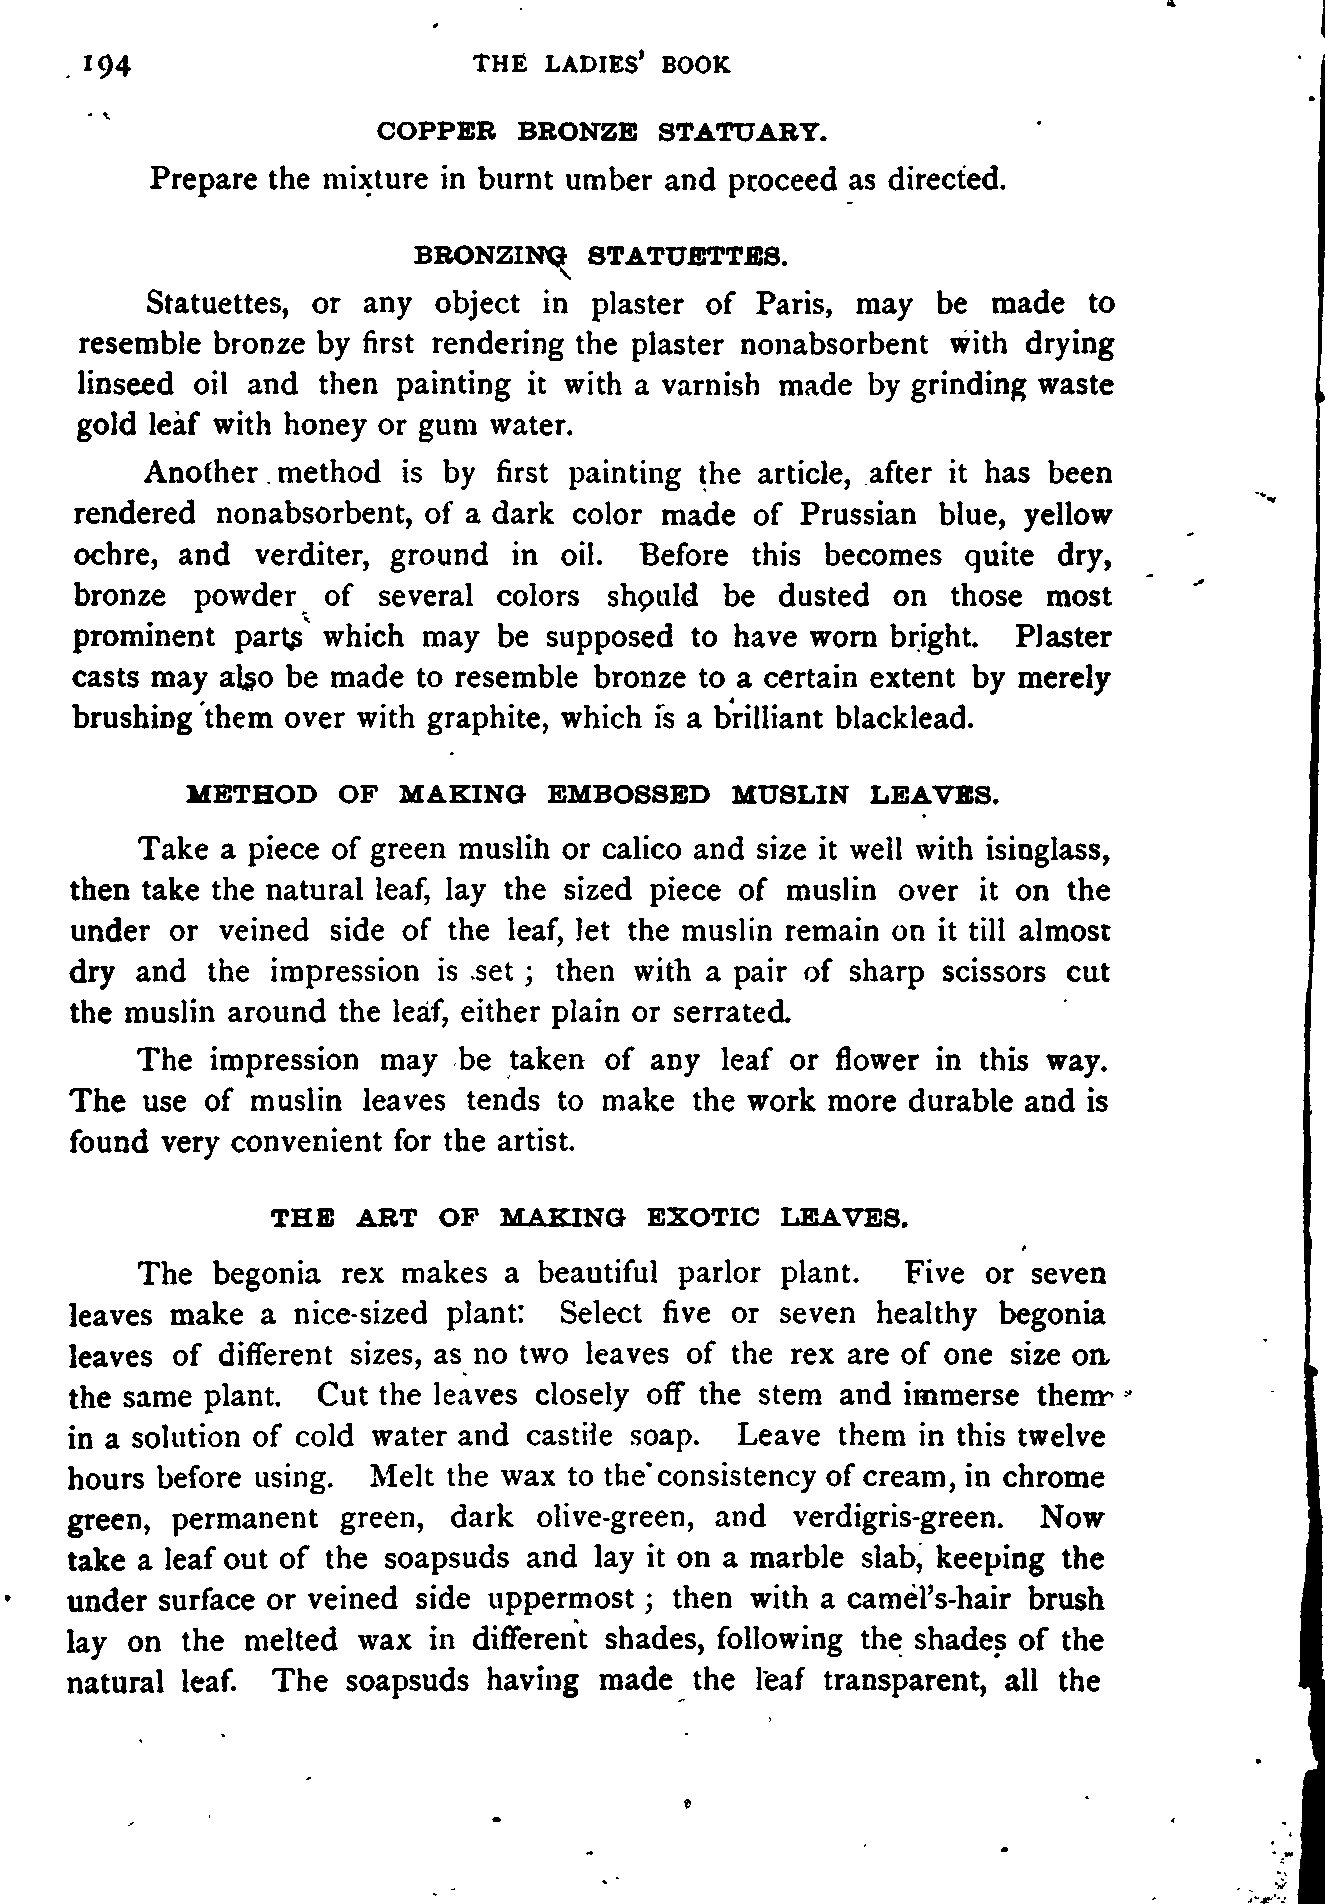 194 THE LADIES' BOOK
COPPER BRONZE STATUARY.
Prepare the mixture in burnt umber and proceed as directed.
BRONZING STATUETTES.
Statuettes, or any object in plaster of Paris, may be made to
resemble bronze by first rendering the plaster nonabsorbent with drying
linseed oil and then painting it with a varnish made by grinding waste
gold leaf with honey or gum water.
Another method is by first painting the article, after it has been
rendered nonabsorbent, of a dark color made of Prussian blue, yellow
ochre, and verditer, ground in oil. Before this becomes quite dry,
bronze powder of several colors should be dusted on those most
prominent parts which may be supposed to have worn bright. Plaster
casts may also be made to resemble bronze to a certain extent by merely
brushing them over with graphite, which is a brilliant blacklead.
METHOD OF MAKING EMBOSSED MUSLIN LEAVES.
Take a piece of green muslin or calico and size it well with isinglass,
then take the natural leaf, lay the sized piece of muslin over it on the
under or veined side of the leaf, let the muslin remain on it till almost
dry and the impression is set ; then with a pair of sharp scissors cut
the muslin around the leaf, either plain or serrated.
The impression may be taken of any leaf or flower in this way.
The use of muslin leaves tends to make the work more durable and is
found very convenient for the artist.
THE ART OF MAKING EXOTIC LEAVES.
The begonia rex makes a beautiful parlor plant. Five or seven
leaves make a nice-sized plant: Select five or seven healthy begonia
leaves of different sizes, as no two leaves of the rex are of one size on
the same plant. Cut the leaves closely off the stem and immerse them
in a solution of cold water and castile soap. Leave them in this twelve
hours before using. Melt the wax to the consistency of cream, in chrome
green, permanent green, dark olive-green, and verdigris-green. Now
take a leaf out of the soapsuds and lay it on a marble slab, keeping the
under surface or veined side uppermost ; then with a camel's-hair brush
lay on the melted wax in different shades, following the shades of the
natural leaf. The soapsuds having made the leaf transparent, all the